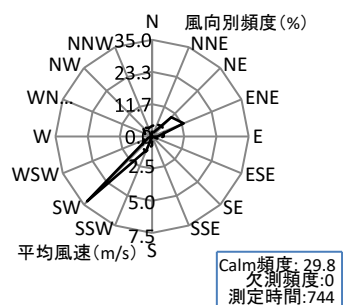 N
風向別頻度(%)
35.0
NNW
NNE
NW
23.3
NE
WN...
11.7
ENE
W
0.0
E
WSW
2.5
ESE
SW
5.0
SE
SSW
SSE
平均風速(m/s)
7.5
S
Calm頻度: 29.8
欠測頻度:0
測定時間:744